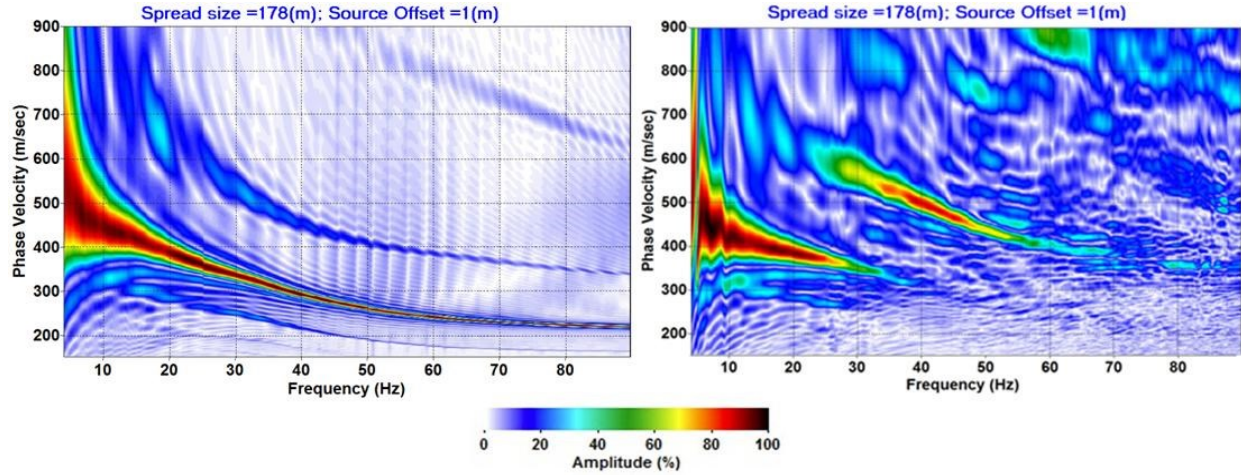 Spread size =178(m); Source Offset =1(m)
900
800
700
600
500
400
300
200
Phase Velocity (m/sec)
10 20 30 40 50 60 70 80
Frequency (Hz)
Spread size =178(m); Source Offset =1(m)
900
800
700
600
500
400
300
200
Phase Velocity (m/sec)
10 20 30 40 50 60 70 80
Frequency (Hz)
0 20 40 60 80 100
Amplitude (%)